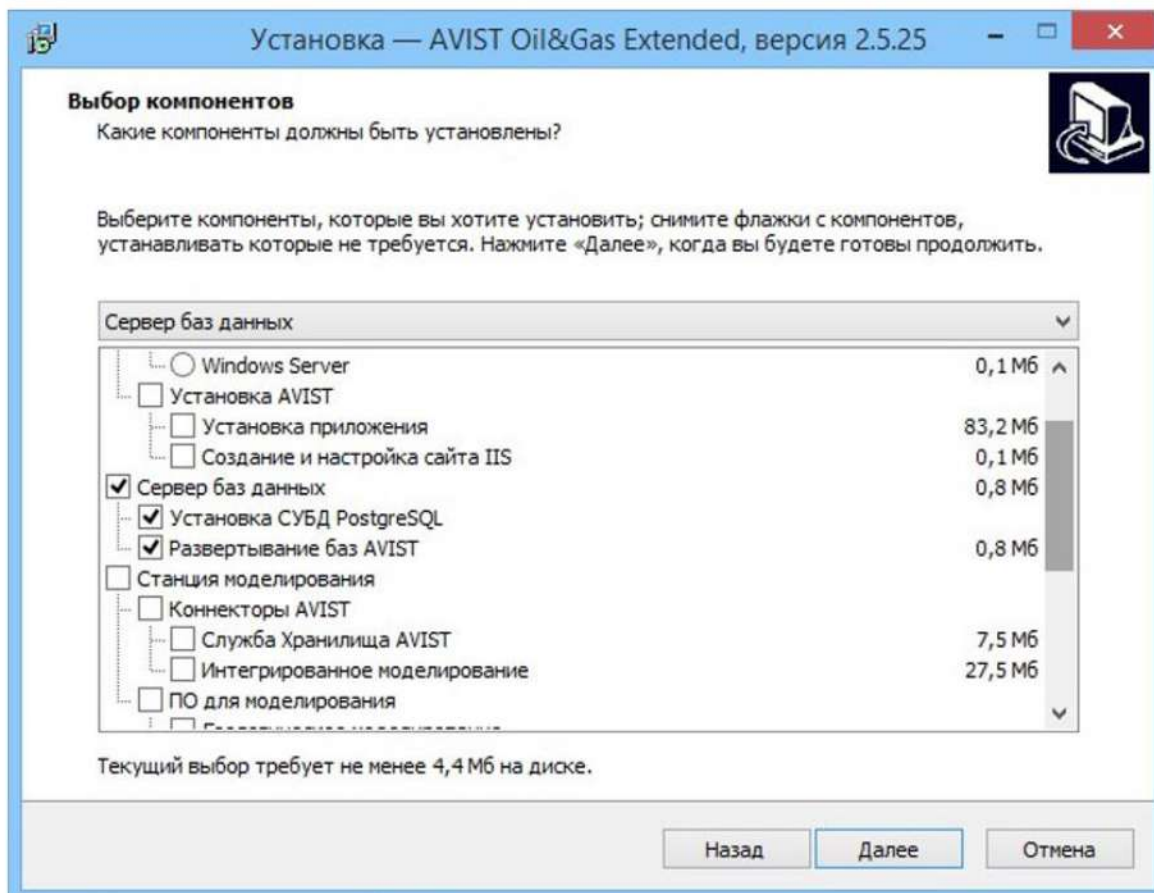 Установка — AVIST Oil&Gas Extended, версия 2.5.25
Выбор компонентов
Какие компоненты должны быть установлены?
Выберите компоненты, которые вы хотите установить; снимите флажки с компонентов,
устанавливать которые не требуется. Нажмите «Далее», когда вы будете готовы продолжить.
Сервер баз данных
Windows Server 0,1 Мб
Установка AVIST
Установка приложения 83,2 Мб
Создание и настройка сайта IIS 0,1 Мб
Сервер баз данных 0,8 Мб
Установка СУБД PostgreSQL
Развертывание баз AVIST 0,8 Мб
Станция моделирования
Коннекторы AVIST
Служба Хранилища AVIST 7,5 Мб
Интегрированное моделирование 27,5 Мб
ПО для моделирования
Текущий выбор требует не менее 4,4 Мб на диске.
Назад Далее Отмена